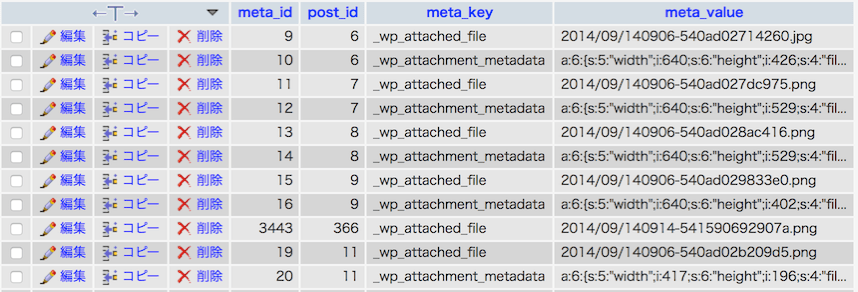 meta_id post_id meta_key meta_value
編集 コピー 削除 9 6 _wp_attached_file 2014/09/140906-540ad02714260.jpg
編集 コピー 削除 10 6 _wp_attachment_metadata a:6:{s:5:"width";i:640;s:6:"height";i:426;s:4:"fil...
編集 コピー 削除 11 7 _wp_attached_file 2014/09/140906-540ad027dc975.png
編集 コピー 削除 12 7 _wp_attachment_metadata a:6:{s:5:"width";i:640;s:6:"height";i:529;s:4:"fil...
編集 コピー 削除 13 8 _wp_attached_file 2014/09/140906-540ad028ac416.png
編集 コピー 削除 14 8 _wp_attachment_metadata a:6:{s:5:"width";i:640;s:6:"height";i:529;s:4:"fil...
編集 コピー 削除 15 9 _wp_attached_file 2014/09/140906-540ad029833e0.png
編集 コピー 削除 16 9 _wp_attachment_metadata a:6:{s:5:"width";i:640;s:6:"height";i:402;s:4:"fil...
編集 コピー 削除 3443 366 _wp_attached_file 2014/09/140914-541590692907a.png
編集 コピー 削除 19 11 _wp_attached_file 2014/09/140906-540ad02b209d5.png
編集 コピー 削除 20 11 _wp_attachment_metadata a:6:{s:5:"width";i:417;s:6:"height";i:196;s:4:"fil...